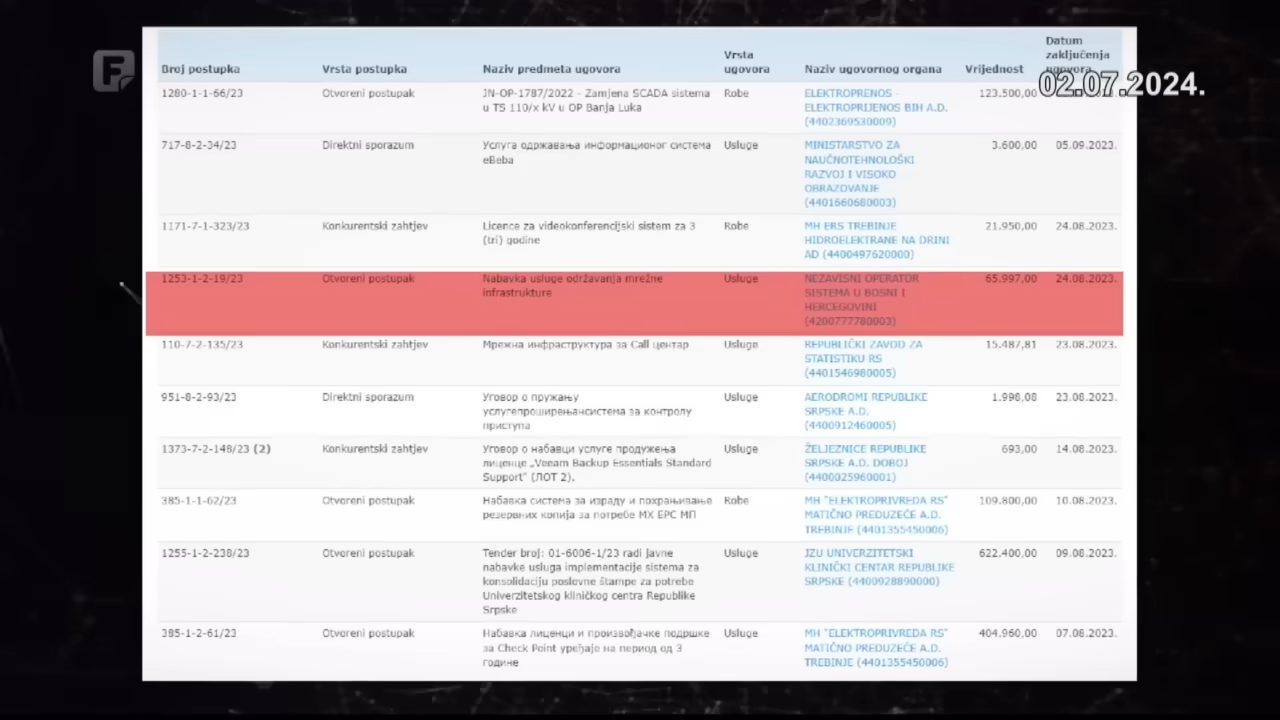 F
02.07.2024.
Datum
Vrsta zaključenja
Broj postupka Vrsta postupka Naziv predmeta ugovora ugovora Naziv ugovornog organa Vrijednost
1280-1-1-66/23 Otvoreni postupak JN-OP-1787/2022 - Zamjena SCADA sistema Robe ELEKTROPRENOS - 123.500,00
u TS 110/x kV u OP Banja Luka ELEKTROPRIJENOS BIH A.D.
(4402369530009)
717-8-2-34/23 Direktni sporazum Услуга одржавања информационог система Usluge MINISTARSTVO ZA 3.600,00 05.09.2023.
еВеba NAUČNOTEHNOLOŠKI
RAZVOJ I VISOKO
OBRAZOVANJE
(4401660680003)
1171-7-1-323/23 Konkurentski zahtjev Licence za videokonferencijski sistem za 3 Robe MH ERS TREBINJE 21.950,00 24.08.2023.
(tri) godine HIDROELEKTRANE NA DRINI
AD (4400497620000)
1253-1-2-19/23 Otvoreni postupak Nabavka usluge održavanja mrežne Usluge NEZAVISNI OPERATOR 65.997,00 24.08.2023.
infrastrukture SISTEMA U BOSNI I
HERCEGOVINI
(4200777780003)
110-7-2-135/23 Konkurentski zahtjev Мрежна инфраструктура за Call центар Usluge REPUBLIČKI ZAVOD ZA 15.487,81 23.08.2023.
STATISTIKU RS
(4401546980005)
951-8-2-93/23 Direktni sporazum Уговор о пружању Usluge AERODROMI REPUBLIKE 1.998,08 23.08.2023.
услугепроширењансистема за контролу SRPSKE A.D.
приступа (4400912460005)
1373-7-2-148/23 (2) Konkurentski zahtjev Уговор о набавци услуге продужења Usluge ŽELJEZNICE REPUBLIKE 693,00 14.08.2023.
лиценце „Veeam Backup Essentials Standard SRPSKE A.D. DOBOJ
Support" (ЛОТ 2). (4400025960001)
385-1-1-62/23 Otvoreni postupak Набавка система за израду и похрањивање Robe MH "ELEKTROPRIVREDA RS" 109.800,00 10.08.2023.
резервних копија за потребе МХ ЕРС МП MATIČNO PREDUZEĆE A.D.
TREBINJE (4401355450006)
1255-1-2-238/23 Otvoreni postupak Tender broj: 01-6006-1/23 radi javne Usluge JZU UNIVERZITETSKI 622.400,00 09.08.2023.
nabavke usluga implementacije sistema za KLINIČKI CENTAR REPUBLIKE
konsolidaciju poslovne štampe za potrebe SRPSKE (4400928890000)
Univerzitetskog kliničkog centra Republike
Srpske
385-1-2-61/23 Otvoreni postupak Набавка лиценци и произвођачке подршке Usluge MH "ELEKTROPRIVREDA RS" 404.960,00 07.08.2023.
за Check Point уређаје на период од 3 MATIČNO PREDUZEĆE A.D.
године TREBINJE (4401355450006)